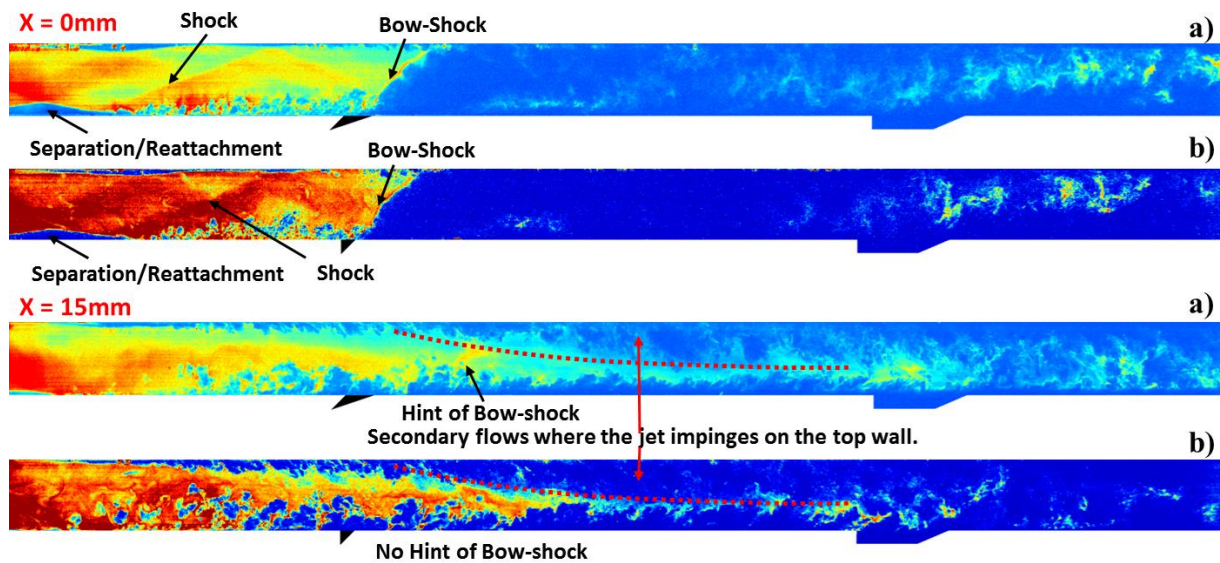 X = 0mm
Shock
Bow-Shock
a)
Separation/Reattachment
Bow-Shock
b)
Separation/Reattachment
Shock
X = 15mm
a)
Hint of Bow-shock
Secondary flows where the jet impinges on the top wall.
b)
No Hint of Bow-shock